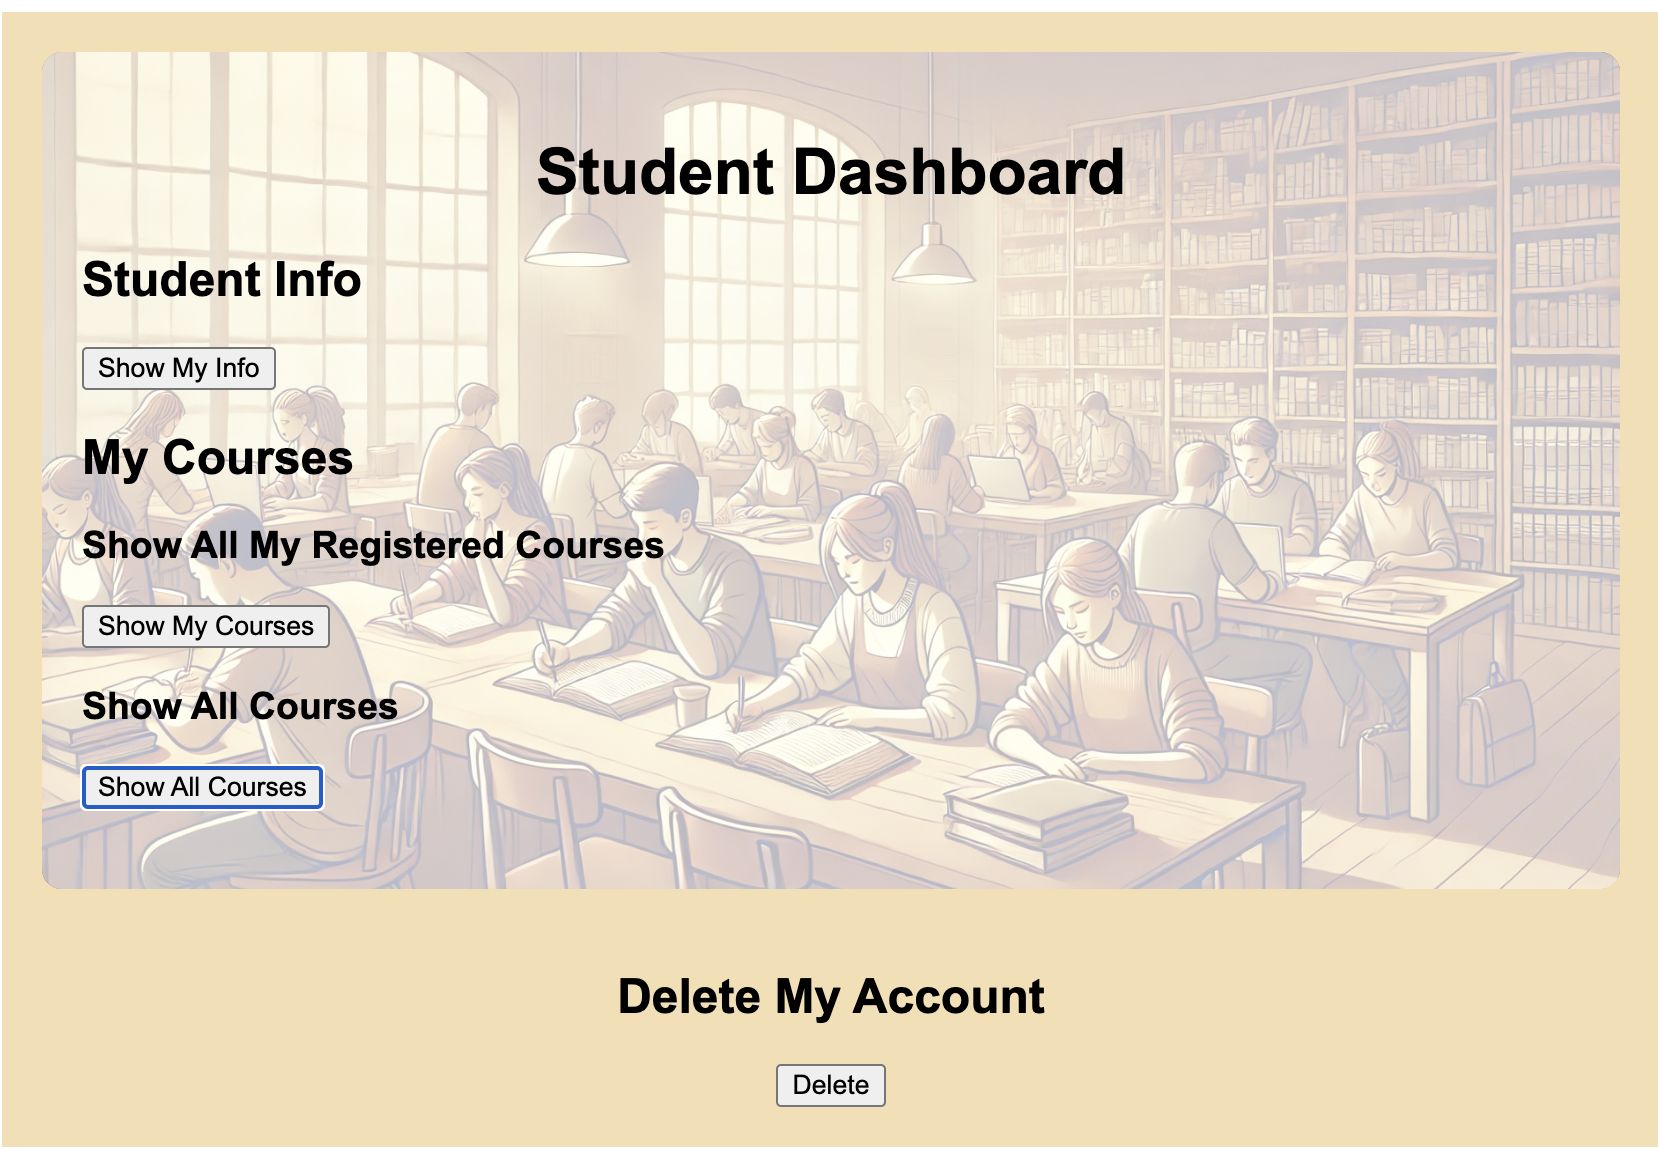 Student Dashboard
Student Info
Show My Info
My Courses
Show All My Registered Courses
Show My Courses
Show All Courses
Show All Courses
Delete My Account
Delete